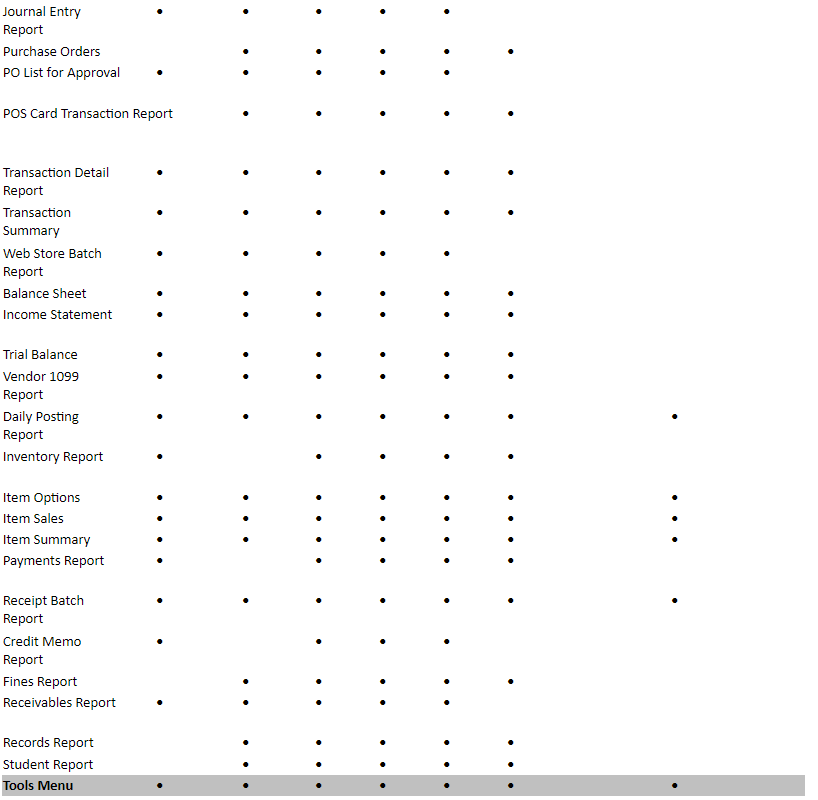 Journal Entry • • • • •
Report
Purchase Orders • • • • •
PO List for Approval • • • • •
POS Card Transaction Report • • • • •
Transaction Detail • • • • • •
Report
Transaction • • • • • •
Summary
Web Store Batch • • • • •
Report
Balance Sheet • • • • • •
Income Statement • • • • • •
Trial Balance • • • • • •
Vendor 1099 • • • • • •
Report
Daily Posting • • • • • • •
Report
Inventory Report • • • • •
Item Options • • • • • • •
Item Sales • • • • • • •
Item Summary • • • • • • •
Payments Report • • • • •
Receipt Batch • • • • • • •
Report
Credit Memo • • • •
Report
Fines Report • • • • •
Receivables Report • • • • •
Records Report • • • • •
Student Report • • • • •
Tools Menu • • • • • • •